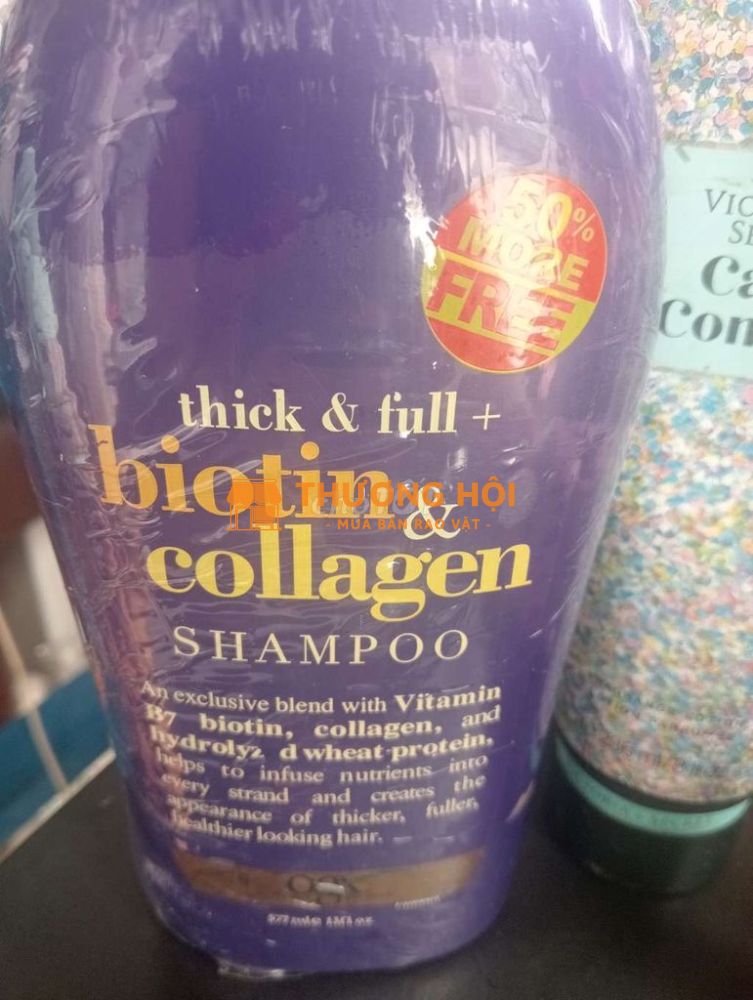 50%
MORE
FREE
VIC
thick & full +
biotin
&
collagen
THƯƠNG HỘI
- MUA BÁN RAO VẶT -
SHAMPOO
An exclusive blend with Vitamin
B7 biotin, collagen, and
hydrolyz d wheat protein,
helps to infuse nutrients into
every strand and creates the
appearance of thicker, fuller,
healthier looking hair.
ogx